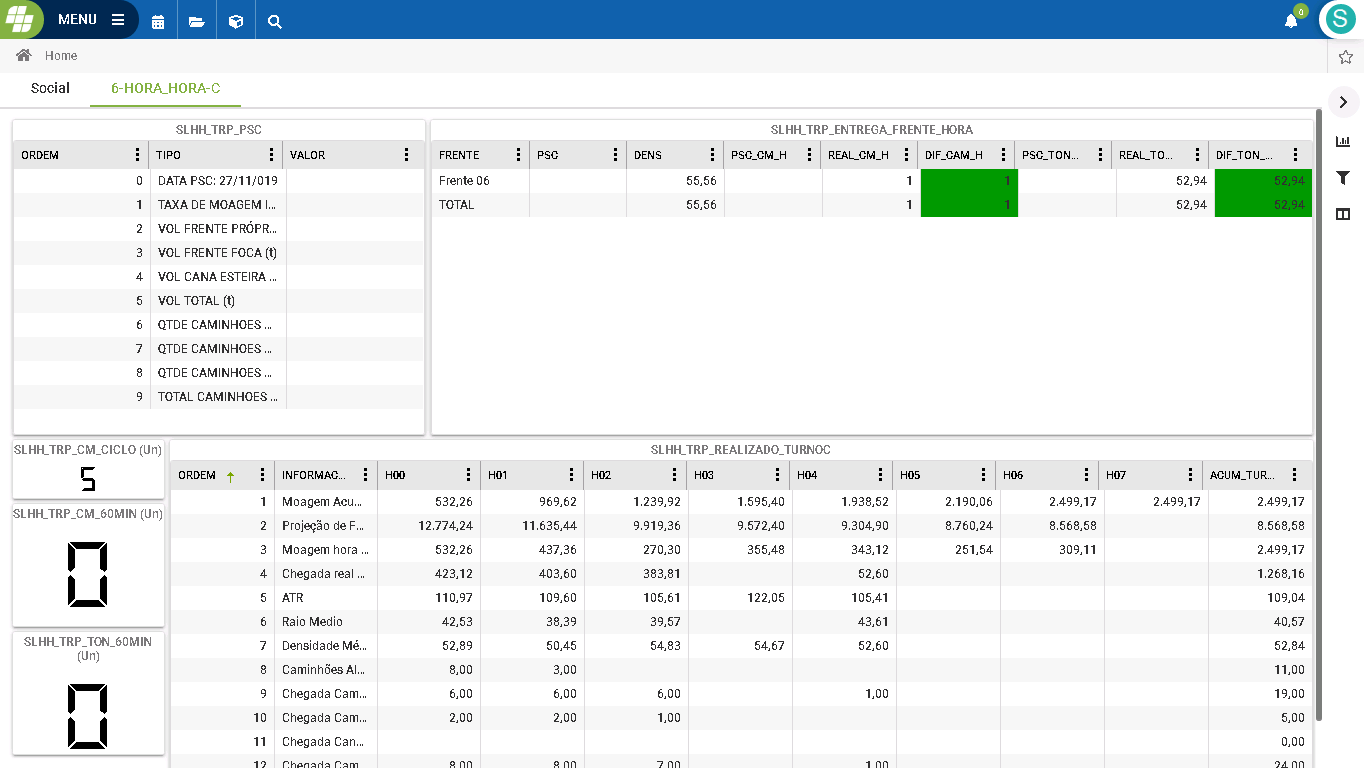 MENU
0
S
Home
Social 6-HORA_HORA-C
SLHH_TRP_PSC
ORDEM TIPO VALOR
0 DATA PSC: 27/11/019
1 TAXA DE MOAGEM I...
2 VOL FRENTE PRÓPR...
3 VOL FRENTE FOCA (t)
4 VOL CANA ESTEIRA ...
5 VOL TOTAL (t)
6 QTDE CAMINHOES ...
7 QTDE CAMINHOES ...
8 QTDE CAMINHOES ...
9 TOTAL CAMINHOES ...
SLHH_TRP_ENTREGA_FRENTE_HORA
FRENTE PSC DENS PSC_CM_H REAL_CM_H DIF_CAM_H PSC_TON... REAL_TO... DIF_TON_...
Frente 06 55,56 1 1 52,94 52,94
TOTAL 55,56 1 1 52,94 52,94
SLHH_TRP_CM_CICLO (Un)
5
SLHH_TRP_CM_60MIN (Un)
0
SLHH_TRP_TON_60MIN
(Un)
0
SLHH_TRP_REALIZADO_TURNOC
ORDEM INFORMAC... H00 H01 H02 H03 H04 H05 H06 H07 ACUM_TUR...
1 Moagem Acu... 532,26 969,62 1.239,92 1.595,40 1.938,52 2.190,06 2.499,17 2.499,17 2.499,17
2 Projeção de F... 12.774,24 11.635,44 9.919,36 9.572,40 9.304,90 8.760,24 8.568,58 8.568,58
3 Moagem hora ... 532,26 437,36 270,30 355,48 343,12 251,54 309,11 2.499,17
4 Chegada real ... 423,12 403,60 383,81 52,60 1.268,16
5 ATR 110,97 109,60 105,61 122,05 105,41 109,04
6 Raio Medio 42,53 38,39 39,57 43,61 40,57
7 Densidade Mé... 52,89 50,45 54,83 54,67 52,60 52,84
8 Caminhões Al... 8,00 3,00 11,00
9 Chegada Cam... 6,00 6,00 6,00 1,00 19,00
10 Chegada Cam... 2,00 2,00 1,00 5,00
11 Chegada Can... 0,00
12 Chegada Cam... 8,00 8,00 7,00 1,00 24,00